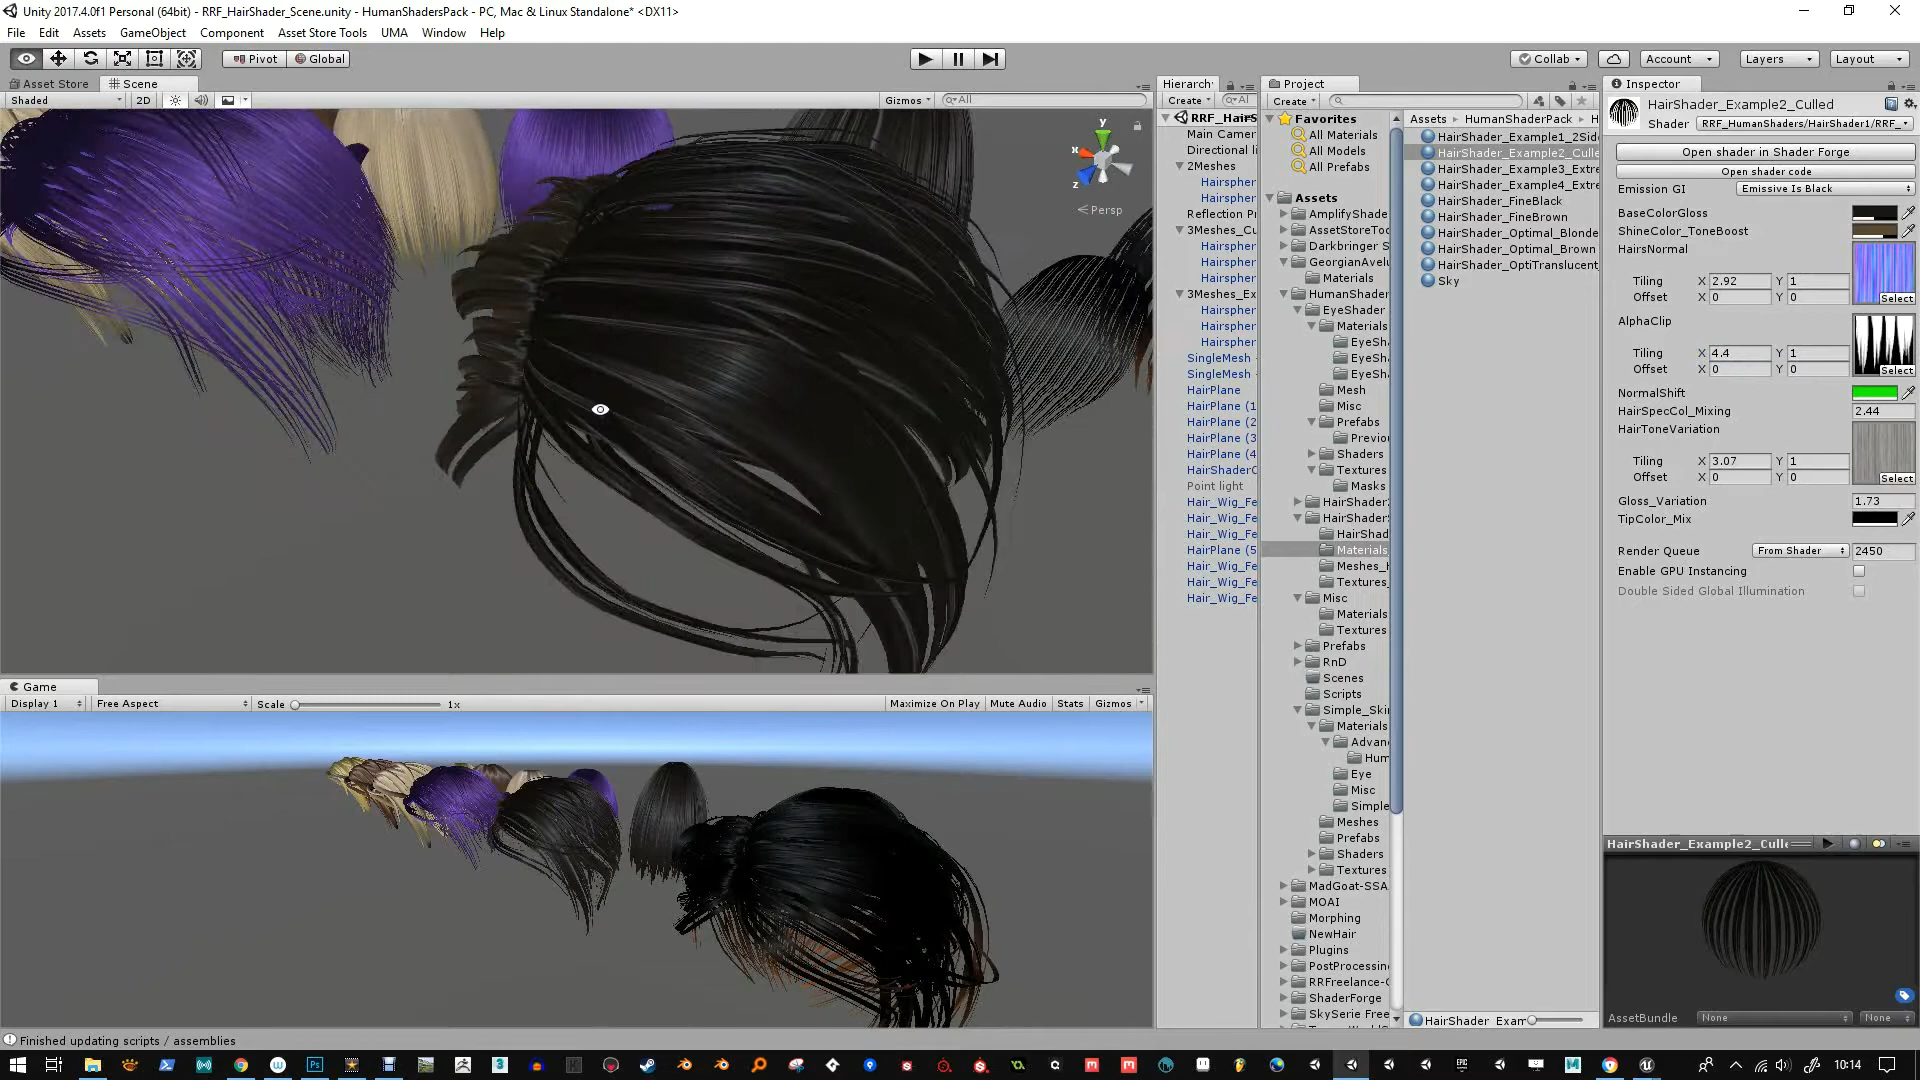 Unity 2017.4.0f1 Personal (64bit) - RRF_HairShader_Scene.unity - HumanShadersPack - PC, Mac & Linux Standalone* <DX11>
File Edit Assets GameObject Component Asset Store Tools UMA Window Help
Pivot Global Collab Account Layers Layout
Asset Store Scene
Shaded 2D Gizmos All
y x z
Persp
Game
Display 1 Free Aspect Scale 1x Maximize On Play Mute Audio Stats Gizmos
Finished updating scripts / assemblies
Hierarchy
Create Al
RRF_HairS
Main Camer
Directional li
2Meshes
Hairspher
Hairspher
Reflection Pr
3Meshes_Cu
Hairspher
Hairspher
Hairspher
3Meshes_Ex
Hairspher
Hairspher
Hairspher
SingleMesh
SingleMesh
HairPlane
HairPlane (1
HairPlane (2
HairPlane (3
HairPlane (4
HairShaderC
Point light
Hair_Wig_Fe
Hair_Wig_Fe
Hair_Wig_Fe
HairPlane (5
Hair_Wig_Fe
Hair_Wig_Fe
Hair_Wig_Fe
Project
Create
Favorites
All Materials
All Models
All Prefabs
Assets
AmplifyShade
AssetStoreToo
Darkbringer S
GeorgianAvelu
Materials
HumanShader
EyeShader
Materials
EyeSh
EyeSh
EyeSh
Mesh
Misc
Prefabs
Previo
Shaders
Textures
Masks
HairShader
HairShader
HairShad
Materials
Meshes_H
Textures_
Misc
Materials
Textures
Prefabs
RnD
Scenes
Scripts
Simple_Skin
Materials
Advan
Hum
Eye
Misc
Simple
Meshes
Prefabs
Shaders
Textures
MadGoat-SSA
MOAI
Morphing
NewHair
Plugins
PostProcessing
RRFreelance-C
ShaderForge
SkySerie Free
Assets HumanShaderPack H
HairShader_Example1_2Side
HairShader_Example2_Culle
HairShader_Example3_Extre
HairShader_Example4_Extre
HairShader_FineBlack
HairShader_FineBrown
HairShader_Optimal_Blonde
HairShader_Optimal_Brown
HairShader_OptiTranslucent_
Sky
HairShader_Exam
Inspector
HairShader_Example2_Culled
Shader RRF_HumanShaders/HairShader1/RRF_
Open shader in Shader Forge
Open shader code
Emission GI Emissive Is Black
BaseColorGloss
ShineColor_ToneBoost
HairsNormal
Tiling X 2.92 Y 1
Offset X 0 Y 0
Select
AlphaClip
Tiling X 4.4 Y 1
Offset X 0 Y 0
Select
NormalShift
HairSpecCol_Mixing 2.44
HairToneVariation
Tiling X 3.07 Y 1
Offset X 0 Y 0
Select
Gloss_Variation 1.73
TipColor_Mix
Render Queue From Shader 2450
Enable GPU Instancing
Double Sided Global Illumination
HairShader_Example2_Culle
AssetBundle None None
10:14